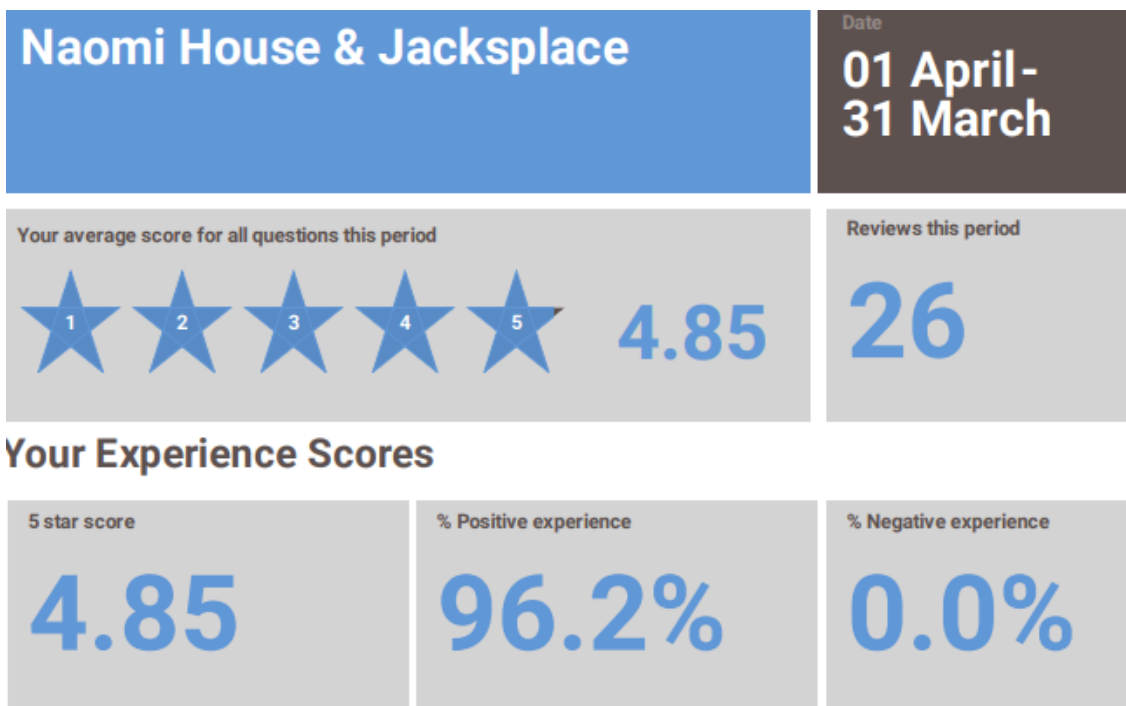 Naomi House & Jacksplace
Date
01 April-
31 March
Your average score for all questions this period
1 2 3 4 5
4.85
Reviews this period
26
Your Experience Scores
5 star score
4.85
% Positive experience
96.2%
% Negative experience
0.0%